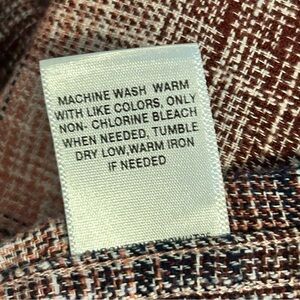 MACHINE WASH WARM
WITH LIKE COLORS, ONLY
NON- CHLORINE BLEACH
WHEN NEEDED, TUMBLE
DRY LOW, WARM IRON
IF NEEDED